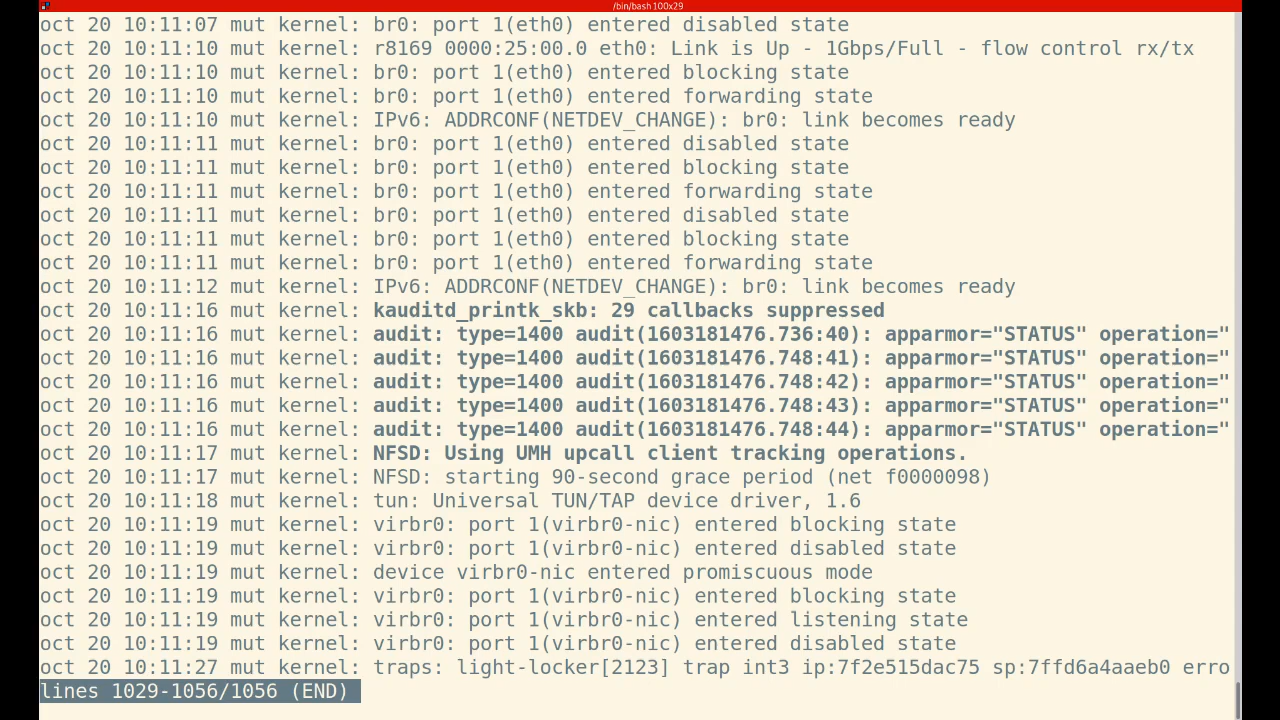 /bin/bash 100x29
oct 20 10:11:07 mut kernel: br0: port 1(eth0) entered disabled state
oct 20 10:11:10 mut kernel: r8169 0000:25:00.0 eth0: Link is Up - 1Gbps/Full - flow control rx/tx
oct 20 10:11:10 mut kernel: br0: port 1(eth0) entered blocking state
oct 20 10:11:10 mut kernel: br0: port 1(eth0) entered forwarding state
oct 20 10:11:10 mut kernel: IPv6: ADDRCONF(NETDEV_CHANGE): br0: link becomes ready
oct 20 10:11:11 mut kernel: br0: port 1(eth0) entered disabled state
oct 20 10:11:11 mut kernel: br0: port 1(eth0) entered blocking state
oct 20 10:11:11 mut kernel: br0: port 1(eth0) entered forwarding state
oct 20 10:11:11 mut kernel: br0: port 1(eth0) entered disabled state
oct 20 10:11:11 mut kernel: br0: port 1(eth0) entered blocking state
oct 20 10:11:11 mut kernel: br0: port 1(eth0) entered forwarding state
oct 20 10:11:12 mut kernel: IPv6: ADDRCONF(NETDEV_CHANGE): br0: link becomes ready
oct 20 10:11:16 mut kernel: kauditd_printk_skb: 29 callbacks suppressed
oct 20 10:11:16 mut kernel: audit: type=1400 audit(1603181476.736:40): apparmor="STATUS" operation="
oct 20 10:11:16 mut kernel: audit: type=1400 audit(1603181476.748:41): apparmor="STATUS" operation="
oct 20 10:11:16 mut kernel: audit: type=1400 audit(1603181476.748:42): apparmor="STATUS" operation="
oct 20 10:11:16 mut kernel: audit: type=1400 audit(1603181476.748:43): apparmor="STATUS" operation="
oct 20 10:11:16 mut kernel: audit: type=1400 audit(1603181476.748:44): apparmor="STATUS" operation="
oct 20 10:11:17 mut kernel: NFSD: Using UMH upcall client tracking operations.
oct 20 10:11:17 mut kernel: NFSD: starting 90-second grace period (net f0000098)
oct 20 10:11:18 mut kernel: tun: Universal TUN/TAP device driver, 1.6
oct 20 10:11:19 mut kernel: virbr0: port 1(virbr0-nic) entered blocking state
oct 20 10:11:19 mut kernel: virbr0: port 1(virbr0-nic) entered disabled state
oct 20 10:11:19 mut kernel: device virbr0-nic entered promiscuous mode
oct 20 10:11:19 mut kernel: virbr0: port 1(virbr0-nic) entered blocking state
oct 20 10:11:19 mut kernel: virbr0: port 1(virbr0-nic) entered listening state
oct 20 10:11:19 mut kernel: virbr0: port 1(virbr0-nic) entered disabled state
oct 20 10:11:27 mut kernel: traps: light-locker[2123] trap int3 ip:7f2e515dac75 sp:7ffd6a4aaeb0 erro
lines 1029-1056/1056 (END)